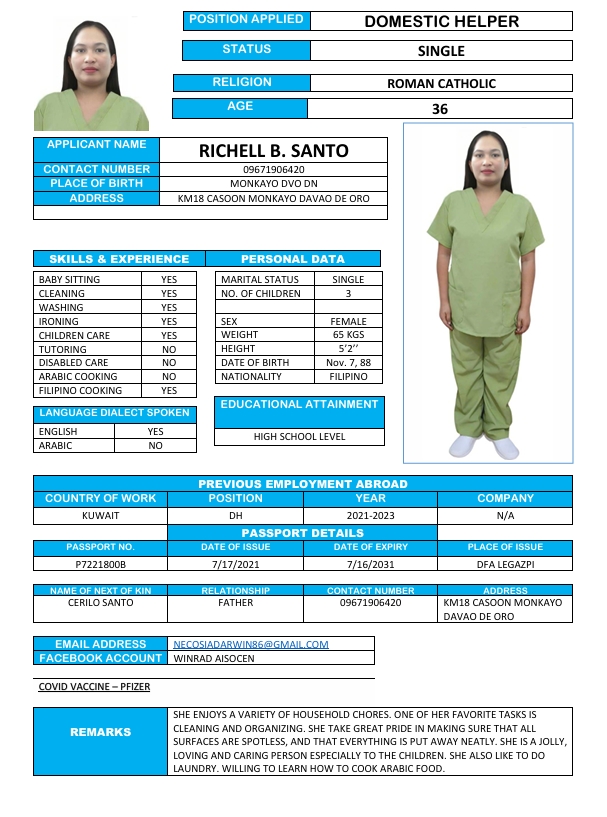 POSITION APPLIED DOMESTIC HELPER
STATUS SINGLE
RELIGION ROMAN CATHOLIC
AGE 36
APPLICANT NAME RICHELL B. SANTO
CONTACT NUMBER 09671906420
PLACE OF BIRTH MONKAYO DVO DN
ADDRESS KM18 CASOON MONKAYO DAVAO DE ORO
SKILLS & EXPERIENCE PERSONAL DATA
BABY SITTING YES MARITAL STATUS SINGLE
CLEANING YES NO. OF CHILDREN 3
WASHING YES
IRONING YES SEX FEMALE
CHILDREN CARE YES WEIGHT 65 KGS
TUTORING NO HEIGHT 5’2’’
DISABLED CARE NO DATE OF BIRTH Nov. 7, 88
ARABIC COOKING NO NATIONALITY FILIPINO
FILIPINO COOKING YES
EDUCATIONAL ATTAINMENT
LANGUAGE DIALECT SPOKEN
ENGLISH YES HIGH SCHOOL LEVEL
ARABIC NO
PREVIOUS EMPLOYMENT ABROAD
COUNTRY OF WORK POSITION YEAR COMPANY
KUWAIT DH 2021-2023 N/A
PASSPORT DETAILS
PASSPORT NO. DATE OF ISSUE DATE OF EXPIRY PLACE OF ISSUE
P7221800B 7/17/2021 7/16/2031 DFA LEGAZPI
NAME OF NEXT OF KIN RELATIONSHIP CONTACT NUMBER ADDRESS
CERILO SANTO FATHER 09671906420 KM18 CASOON MONKAYO
DAVAO DE ORO
EMAIL ADDRESS NECOSIADARWIN86@GMAIL.COM
FACEBOOK ACCOUNT WINRAD AISOCEN
COVID VACCINE – PFIZER
REMARKS
SHE ENJOYS A VARIETY OF HOUSEHOLD CHORES. ONE OF HER FAVORITE TASKS IS
CLEANING AND ORGANIZING. SHE TAKE GREAT PRIDE IN MAKING SURE THAT ALL
SURFACES ARE SPOTLESS, AND THAT EVERYTHING IS PUT AWAY NEATLY. SHE IS A JOLLY,
LOVING AND CARING PERSON ESPECIALLY TO THE CHILDREN. SHE ALSO LIKE TO DO
LAUNDRY. WILLING TO LEARN HOW TO COOK ARABIC FOOD.